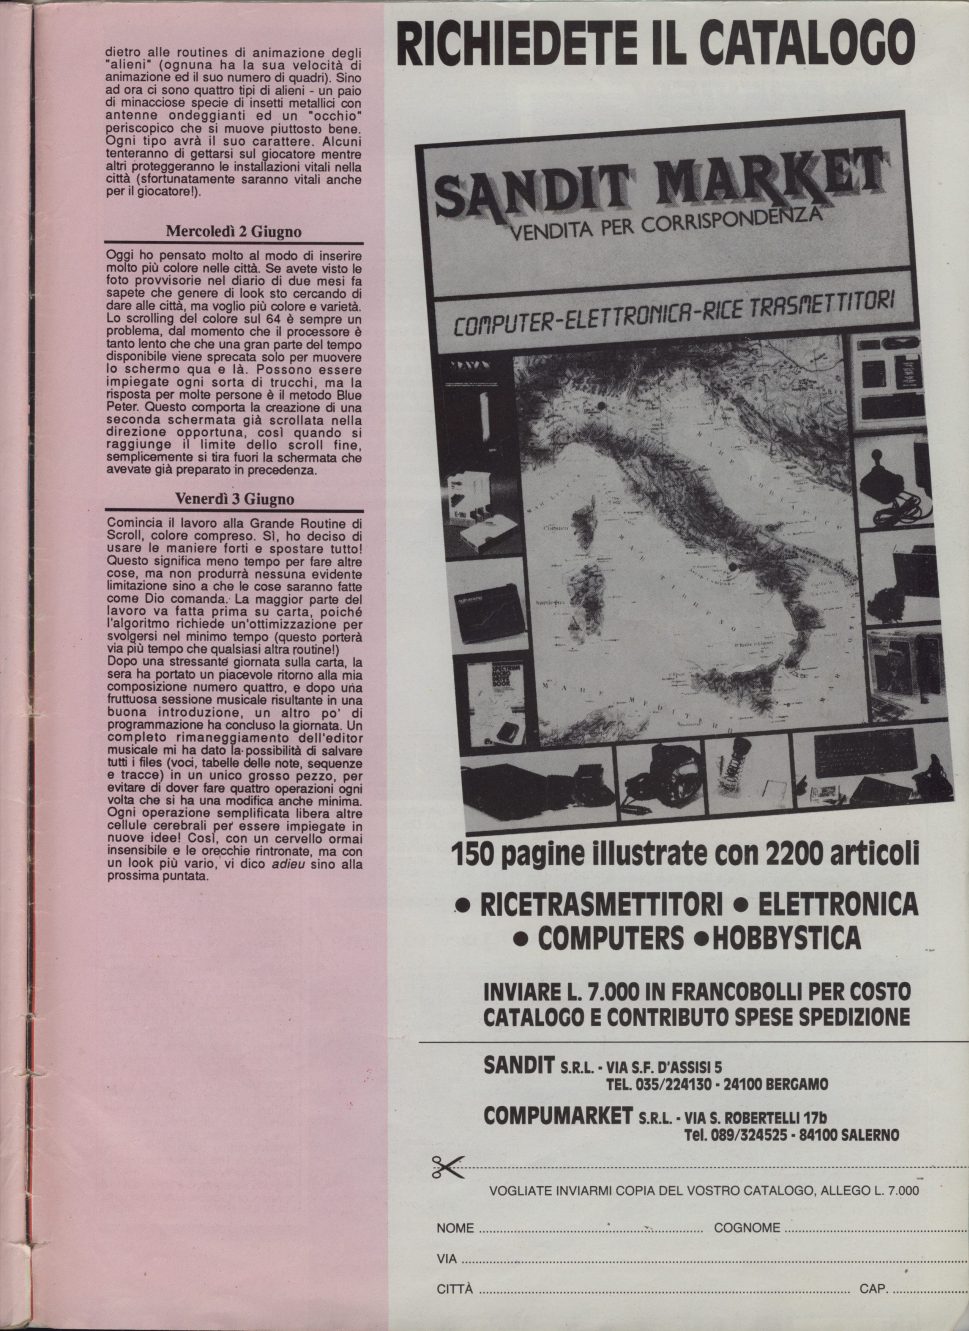 dietro alle routines di animazione degli
"alieni" (ognuna ha la sua velocità di
animazione ed il suo numero di quadri). Sino
ad ora ci sono quattro tipi di alieni - un paio
di minacciose specie di insetti metallici con
antenne ondeggianti ed un "occhio"
periscopico che si muove piuttosto bene.
Ogni tipo avrà il suo carattere. Alcuni
tenteranno di gettarsi sul giocatore mentre
altri proteggeranno le installazioni vitali nella
città (sfortunatamente saranno vitali anche
per il giocatore!).
Mercoledì 2 Giugno
Oggi ho pensato molto al modo di inserire
molto più colore nelle città. Se avete visto le
foto provvisorie nel diario di due mesi fa
sapete che genere di look sto cercando di
dare alle città, ma voglio più colore e varietà.
Lo scrolling del colore sul 64 è sempre un
problema, dal momento che il processore è
tanto lento che che una gran parte del tempo
disponibile viene sprecata solo per muovere
lo schermo qua e là. Possono essere
impiegate ogni sorta di trucchi, ma la
risposta per molte persone è il metodo Blue
Peter. Questo comporta la creazione di una
seconda schermata già scrollata nella
direzione opportuna, così quando si
raggiunge il limite dello scroll fine,
semplicemente si tira fuori la schermata che
avevate già preparato in precedenza.
Venerdì 3 Giugno
Comincia il lavoro alla Grande Routine di
Scroll, colore compreso. Sì, ho deciso di
usare le maniere forti e spostare tutto!
Questo significa meno tempo per fare altre
cose, ma non produrrà nessuna evidente
limitazione sino a che le cose saranno fatte
come Dio comanda. La maggior parte del
lavoro va fatta prima su carta, poiché
l'algoritmo richiede un'ottimizzazione per
svolgersi nel minimo tempo (questo porterà
via più tempo che qualsiasi altra routine!)
Dopo una stressante giornata sulla carta, la
sera ha portato un piacevole ritorno alla mia
composizione numero quattro, e dopo una
fruttuosa sessione musicale risultante in una
buona introduzione, un altro po' di
programmazione ha concluso la giornata. Un
completo rimaneggiamento dell'editor
musicale mi ha dato la possibilità di salvare
tutti i files (voci, tabelle delle note, sequenze
e tracce) in un unico grosso pezzo, per
evitare di dover fare quattro operazioni ogni
volta che si ha una modifica anche minima.
Ogni operazione semplificata libera altre
cellule cerebrali per essere impiegate in
nuove idee! Così, con un cervello ormai
insensibile e le orecchie rintronate, ma con
un look più vario, vi dico adieu sino alla
prossima puntata.
RICHIEDETE IL CATALOGO
SANDIT MARKET
VENDITA PER CORRISPONDENZA
COMPUTER-ELETTRONICA-RICE TRASMETTITORI
150 pagine illustrate con 2200 articoli
● RICETRASMETTITORI ● ELETTRONICA
● COMPUTERS ●HOBBYSTICA
INVIARE L. 7.000 IN FRANCOBOLLI PER COSTO
CATALOGO E CONTRIBUTO SPESE SPEDIZIONE
SANDIT S.R.L. - VIA S.F. D'ASSISI 5
TEL. 035/224130 - 24100 BERGAMO
COMPUMARKET S.R.L. - VIA S. ROBERTELLI 17b
Tel. 089/324525 - 84100 SALERNO
VOGLIATE INVIARMI COPIA DEL VOSTRO CATALOGO, ALLEGO L. 7.000
NOME ........ COGNOME ........
VIA ........
CITTÀ ........ CAP. ........